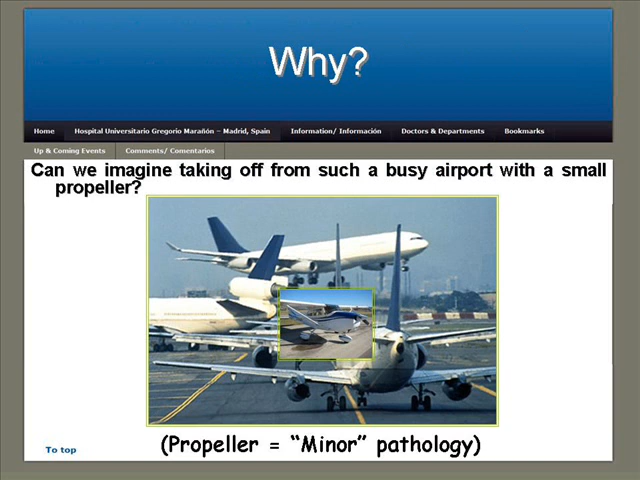 Why?
Home Hospital Universitario Gregorio Marañón – Madrid, Spain Information/ Información Doctors & Departments Bookmarks
Up & Coming Events Comments/ Comentarios
Can we imagine taking off from such a busy airport with a small
propeller?
(Propeller = “Minor” pathology)
To top